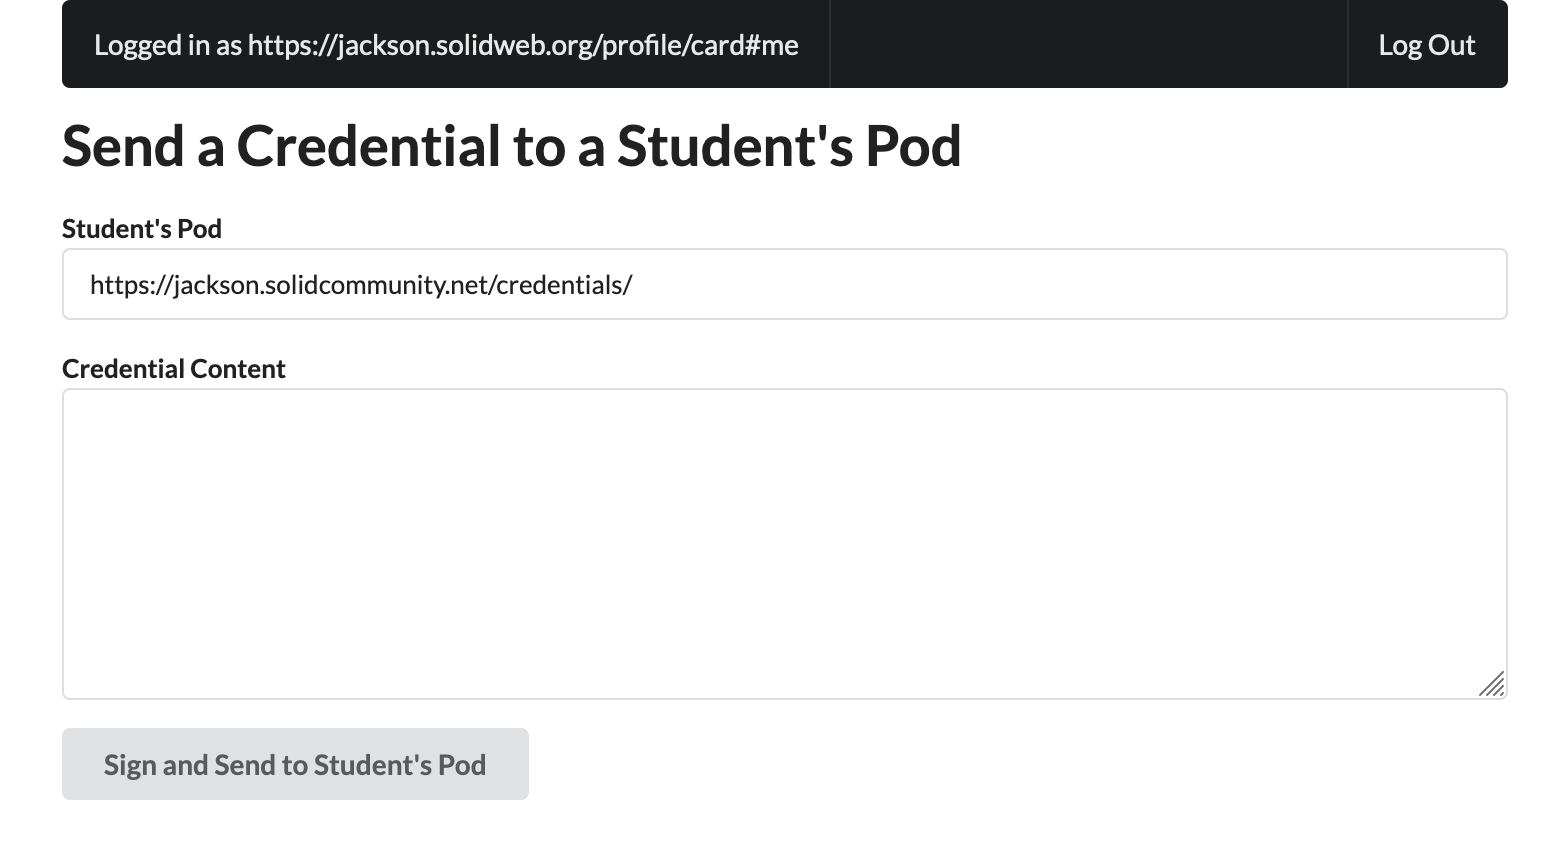 Logged in as https://jackson.solidweb.org/profile/card#me
Log Out
Send a Credential to a Student's Pod
Student's Pod
https://jackson.solidcommunity.net/credentials/
Credential Content
Sign and Send to Student's Pod